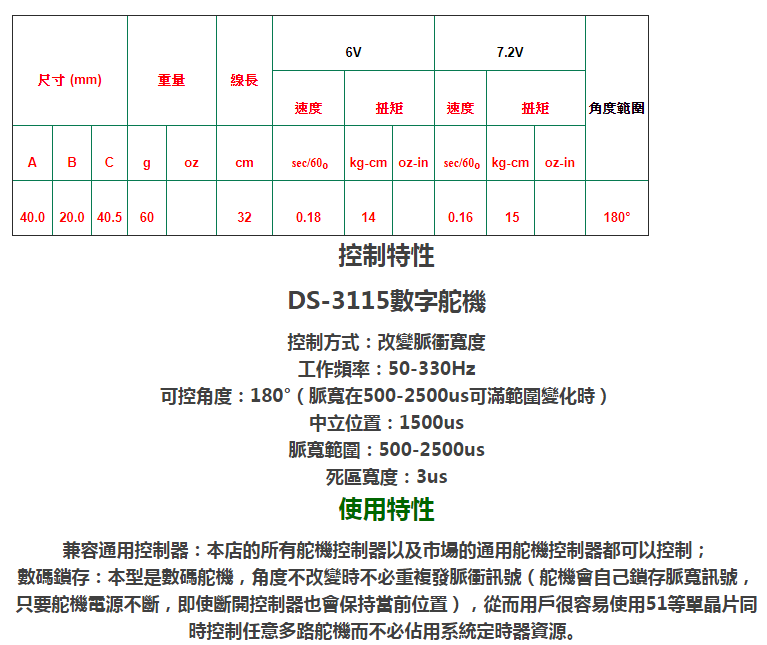 6V 7.2V
尺寸 (mm) 重量 線長
速度 扭矩 速度 扭矩 角度範圍
A B C g oz cm sec/60o kg-cm oz-in sec/60o kg-cm oz-in
40.0 20.0 40.5 60 32 0.18 14 0.16 15 180°
控制特性
DS-3115數字舵機
控制方式：改變脈衝寬度
工作頻率：50-330Hz
可控角度：180°（脈寬在500-2500us可滿範圍變化時）
中立位置：1500us
脈寬範圍：500-2500us
死區寬度：3us
使用特性
兼容通用控制器：本店的所有舵機控制器以及市場的通用舵機控制器都可以控制；
數碼鎖存：本型是數碼舵機，角度不改變時不必重複發脈衝訊號（舵機會自己鎖存脈寬訊號，
只要舵機電源不斷，即使斷開控制器也會保持當前位置），從而用戶很容易使用51等單晶片同
時控制任意多路舵機而不必佔用系統定時器資源。